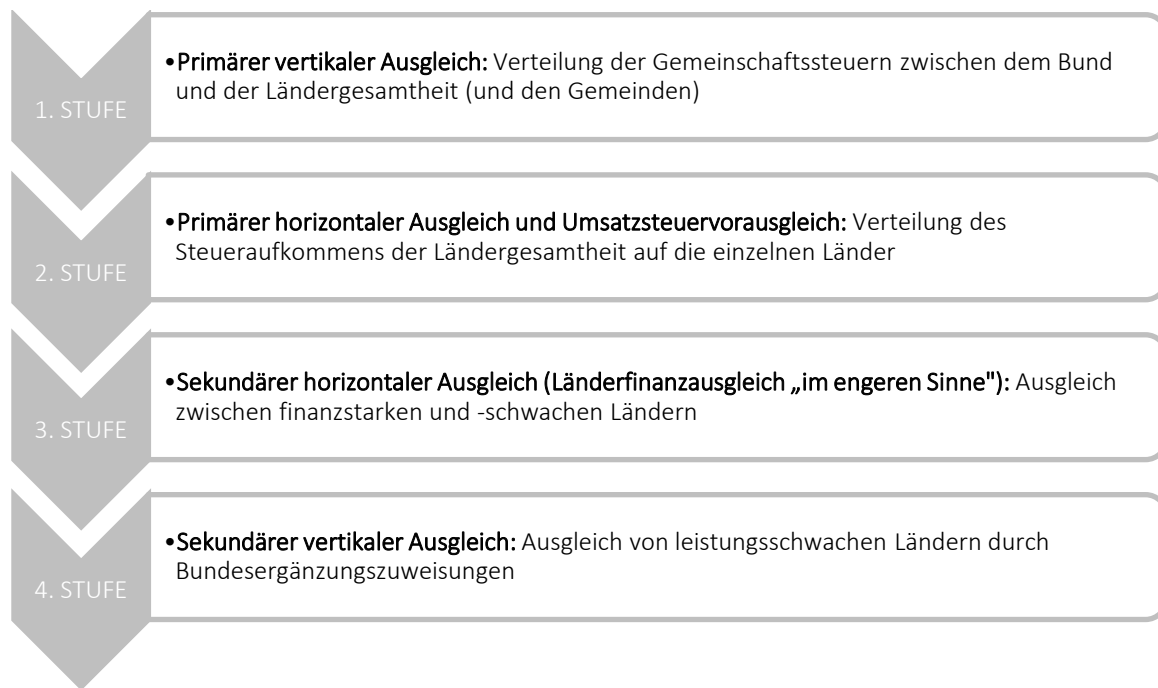 1. STUFE
•Primärer vertikaler Ausgleich: Verteilung der Gemeinschaftssteuern zwischen dem Bund
und der Ländergesamtheit (und den Gemeinden)
2. STUFE
•Primärer horizontaler Ausgleich und Umsatzsteuervorausgleich: Verteilung des
Steueraufkommens der Ländergesamtheit auf die einzelnen Länder
3. STUFE
•Sekundärer horizontaler Ausgleich (Länderfinanzausgleich „im engeren Sinne"): Ausgleich
zwischen finanzstarken und -schwachen Ländern
4. STUFE
•Sekundärer vertikaler Ausgleich: Ausgleich von leistungsschwachen Ländern durch
Bundesergänzungszuweisungen